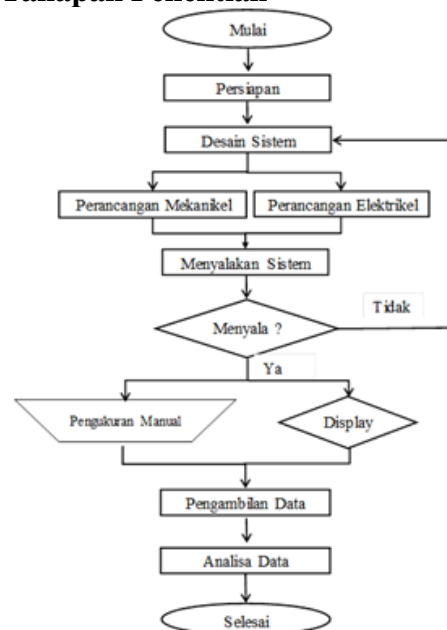 Mulai
Persiapan
Desain Sistem
Perancangan Mekanikel
Perancangan Elektrikel
Menyalakan Sistem
Tidak
Menyala ?
Ya
Pengukuran Manual
Display
Pengambilan Data
Analisa Data
Selesai